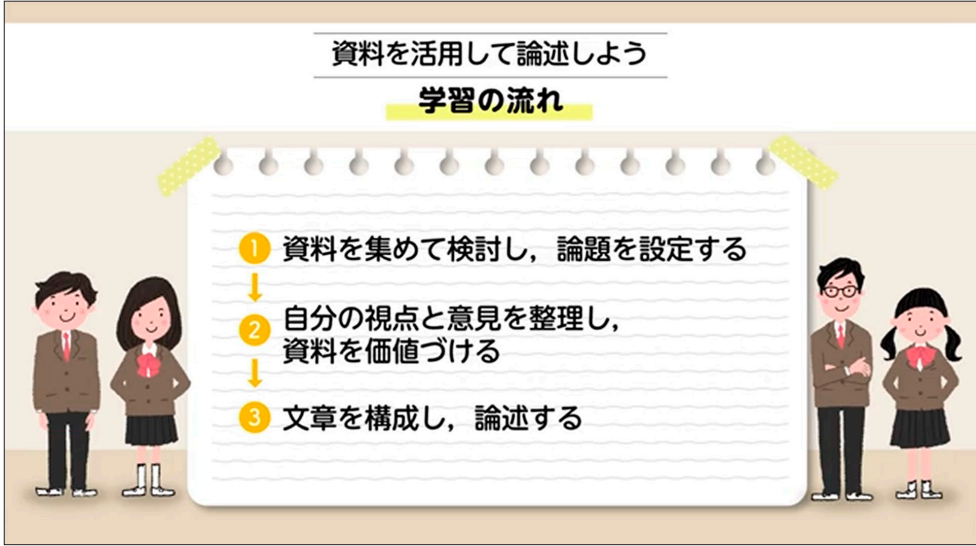 資料を活用して論述しよう
学習の流れ
1 資料を集めて検討し，論題を設定する
2 自分の視点と意見を整理し，
資料を価値づける
3 文章を構成し，論述する